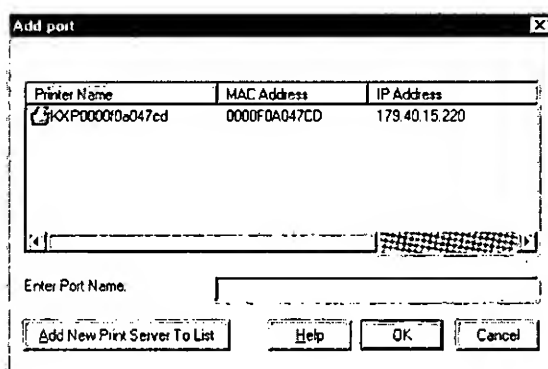 Add port
Printer Name MAC Address IP Address
KXP0000f0a047cd 0000F0A047CD 179.40.15.220
Enter Port Name:
Add New Print Server To List Help OK Cancel